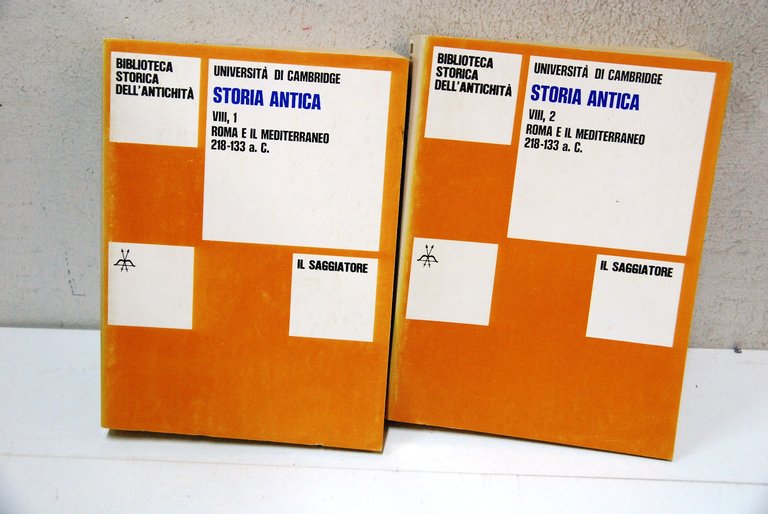 BIBLIOTECA
STORICA
DELL'ANTICHITÀ
UNIVERSITÀ DI CAMBRIDGE
STORIA ANTICA
VIII, 1
ROMA E IL MEDITERRANEO
218-133 a. C.
IL SAGGIATORE
BIBLIOTECA
STORICA
DELL'ANTICHITÀ
UNIVERSITÀ DI CAMBRIDGE
STORIA ANTICA
VIII, 2
ROMA E IL MEDITERRANEO
218-133 a. C.
IL SAGGIATORE